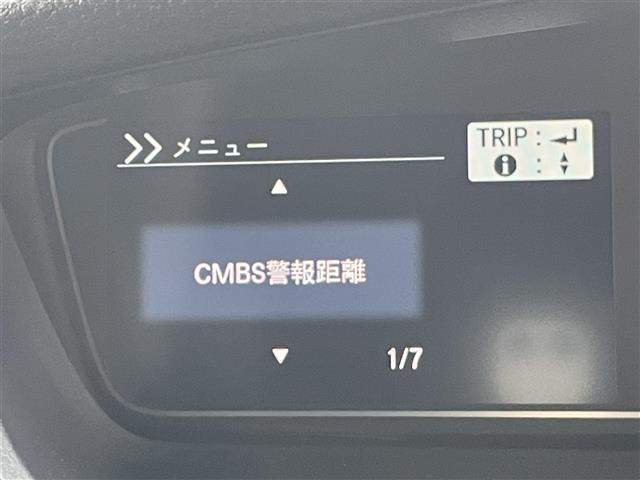 >> メニュー
TRIP : ↵
i : ▲▼
▲
CMBS警報距離
▼ 1/7